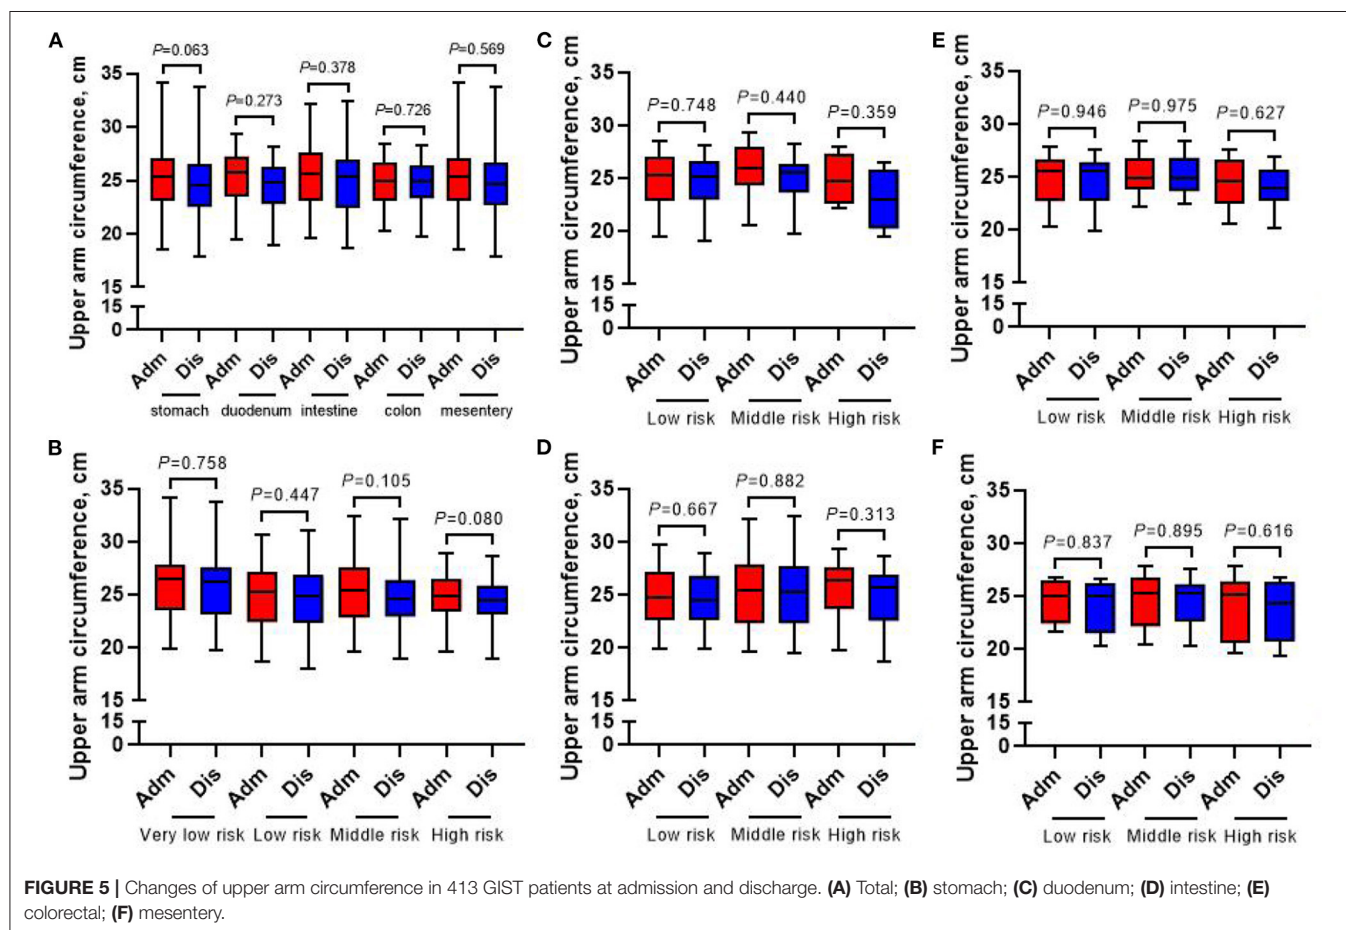 A
Upper arm circumference, cm
35
30
25
20
15
15
0
P=0.063
P=0.273
P=0.378
P=0.726
P=0.569
Adm Dis Adm Dis Adm Dis Adm Dis Adm Dis
stomach duodenum intestine colon mesentery
C
Upper arm circumference, cm
35
30
25
20
15
15
0
P=0.748
P=0.440
P=0.359
Adm Dis Adm Dis Adm Dis
Low risk Middle risk High risk
E
Upper arm circumference, cm
35
30
25
20
15
15
0
P=0.946
P=0.975
P=0.627
Adm Dis Adm Dis Adm Dis
Low risk Middle risk High risk
B
Upper arm circumference, cm
35
30
25
20
15
15
0
P=0.758
P=0.447
P=0.105
P=0.080
Adm Dis Adm Dis Adm Dis Adm Dis
Very low risk Low risk Middle risk High risk
D
Upper arm circumference, cm
35
30
25
20
15
15
0
P=0.667
P=0.882
P=0.313
Adm Dis Adm Dis Adm Dis
Low risk Middle risk High risk
F
Upper arm circumference, cm
35
30
25
20
15
15
0
P=0.837
P=0.895
P=0.616
Adm Dis Adm Dis Adm Dis
Low risk Middle risk High risk
FIGURE 5 | Changes of upper arm circumference in 413 GIST patients at admission and discharge. (A) Total; (B) stomach; (C) duodenum; (D) intestine; (E)
colorectal; (F) mesentery.